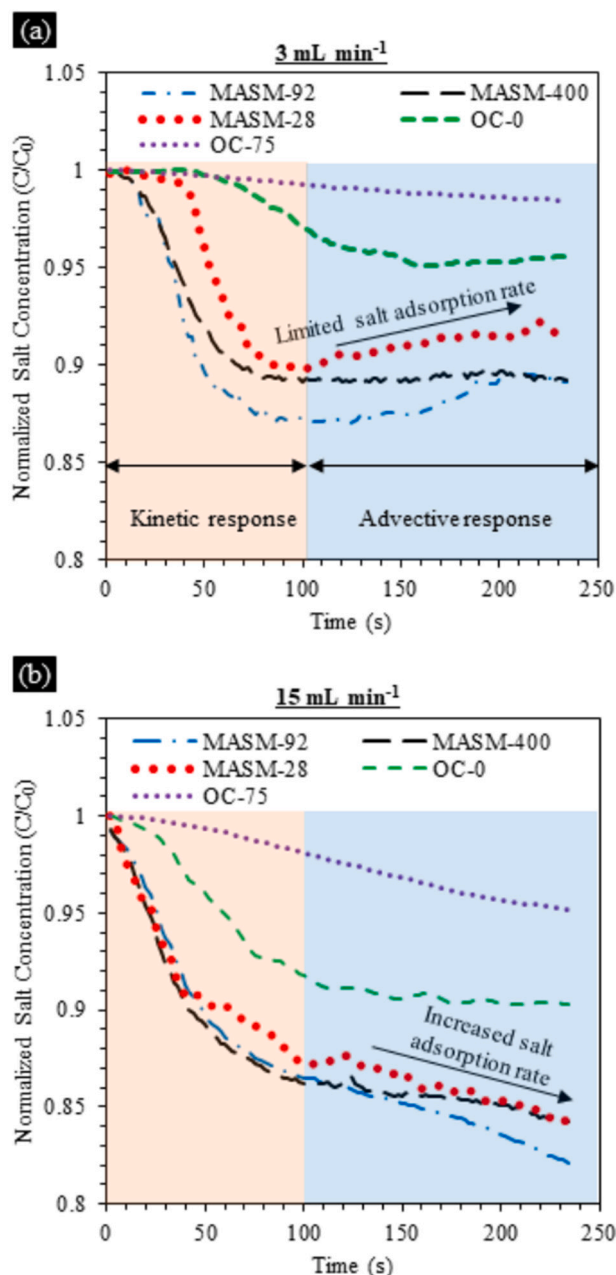 (a)
3 mL min⁻¹
MASM-92 MASM-400
MASM-28 OC-0
OC-75
Normalized Salt Concentration (C/C₀)
1.05
1
0.95
0.9
0.85
0.8
Limited salt adsorption rate
Kinetic response Advective response
0 50 100 150 200 250
Time (s)
(b)
15 mL min⁻¹
MASM-92 MASM-400
MASM-28 OC-0
OC-75
Normalized Salt Concentration (C/C₀)
1.05
1
0.95
0.9
0.85
0.8
Increased salt
adsorption rate
0 50 100 150 200 250
Time (s)